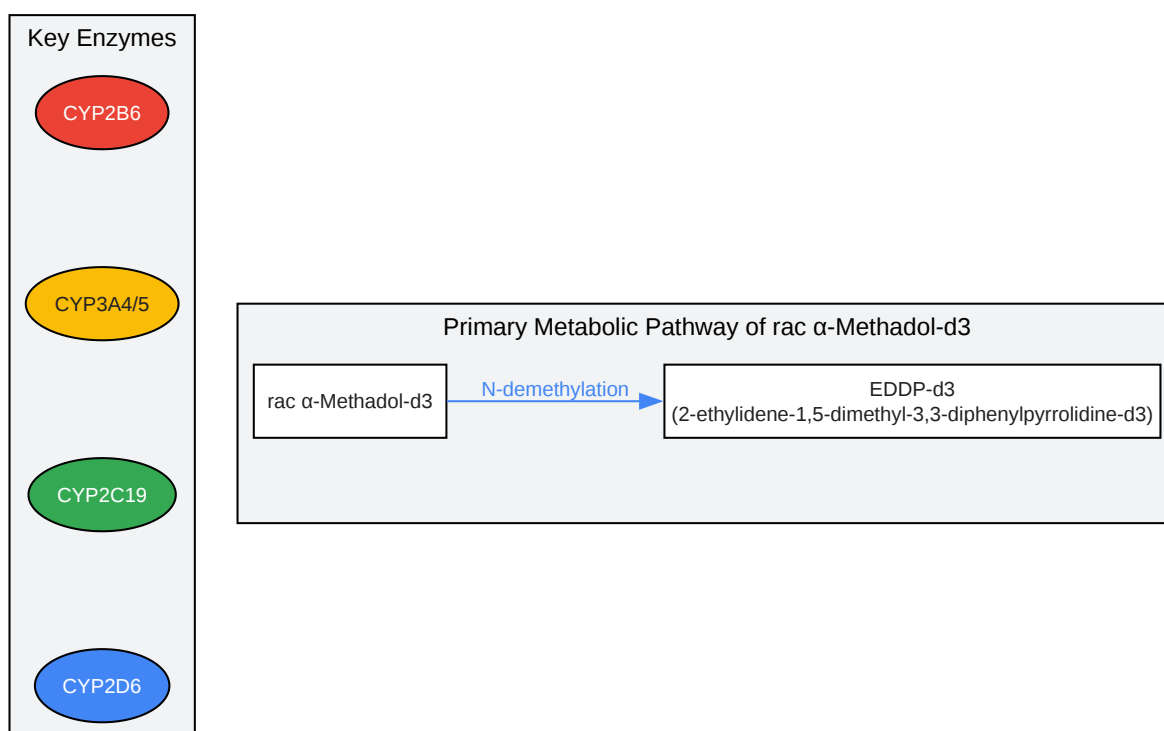 Key Enzymes
CYP2B6
CYP3A4/5
CYP2C19
CYP2D6
Primary Metabolic Pathway of rac α-Methadol-d3
rac α-Methadol-d3
N-demethylation
EDDP-d3
(2-ethylidene-1,5-dimethyl-3,3-diphenylpyrrolidine-d3)